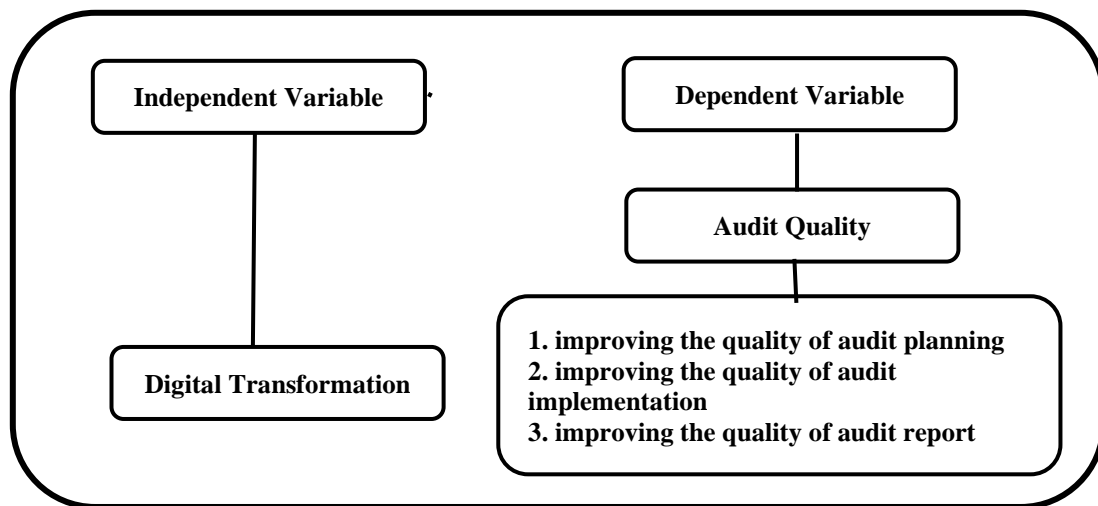 Independent Variable
Dependent Variable
Audit Quality
Digital Transformation
1. improving the quality of audit planning
2. improving the quality of audit
implementation
3. improving the quality of audit report